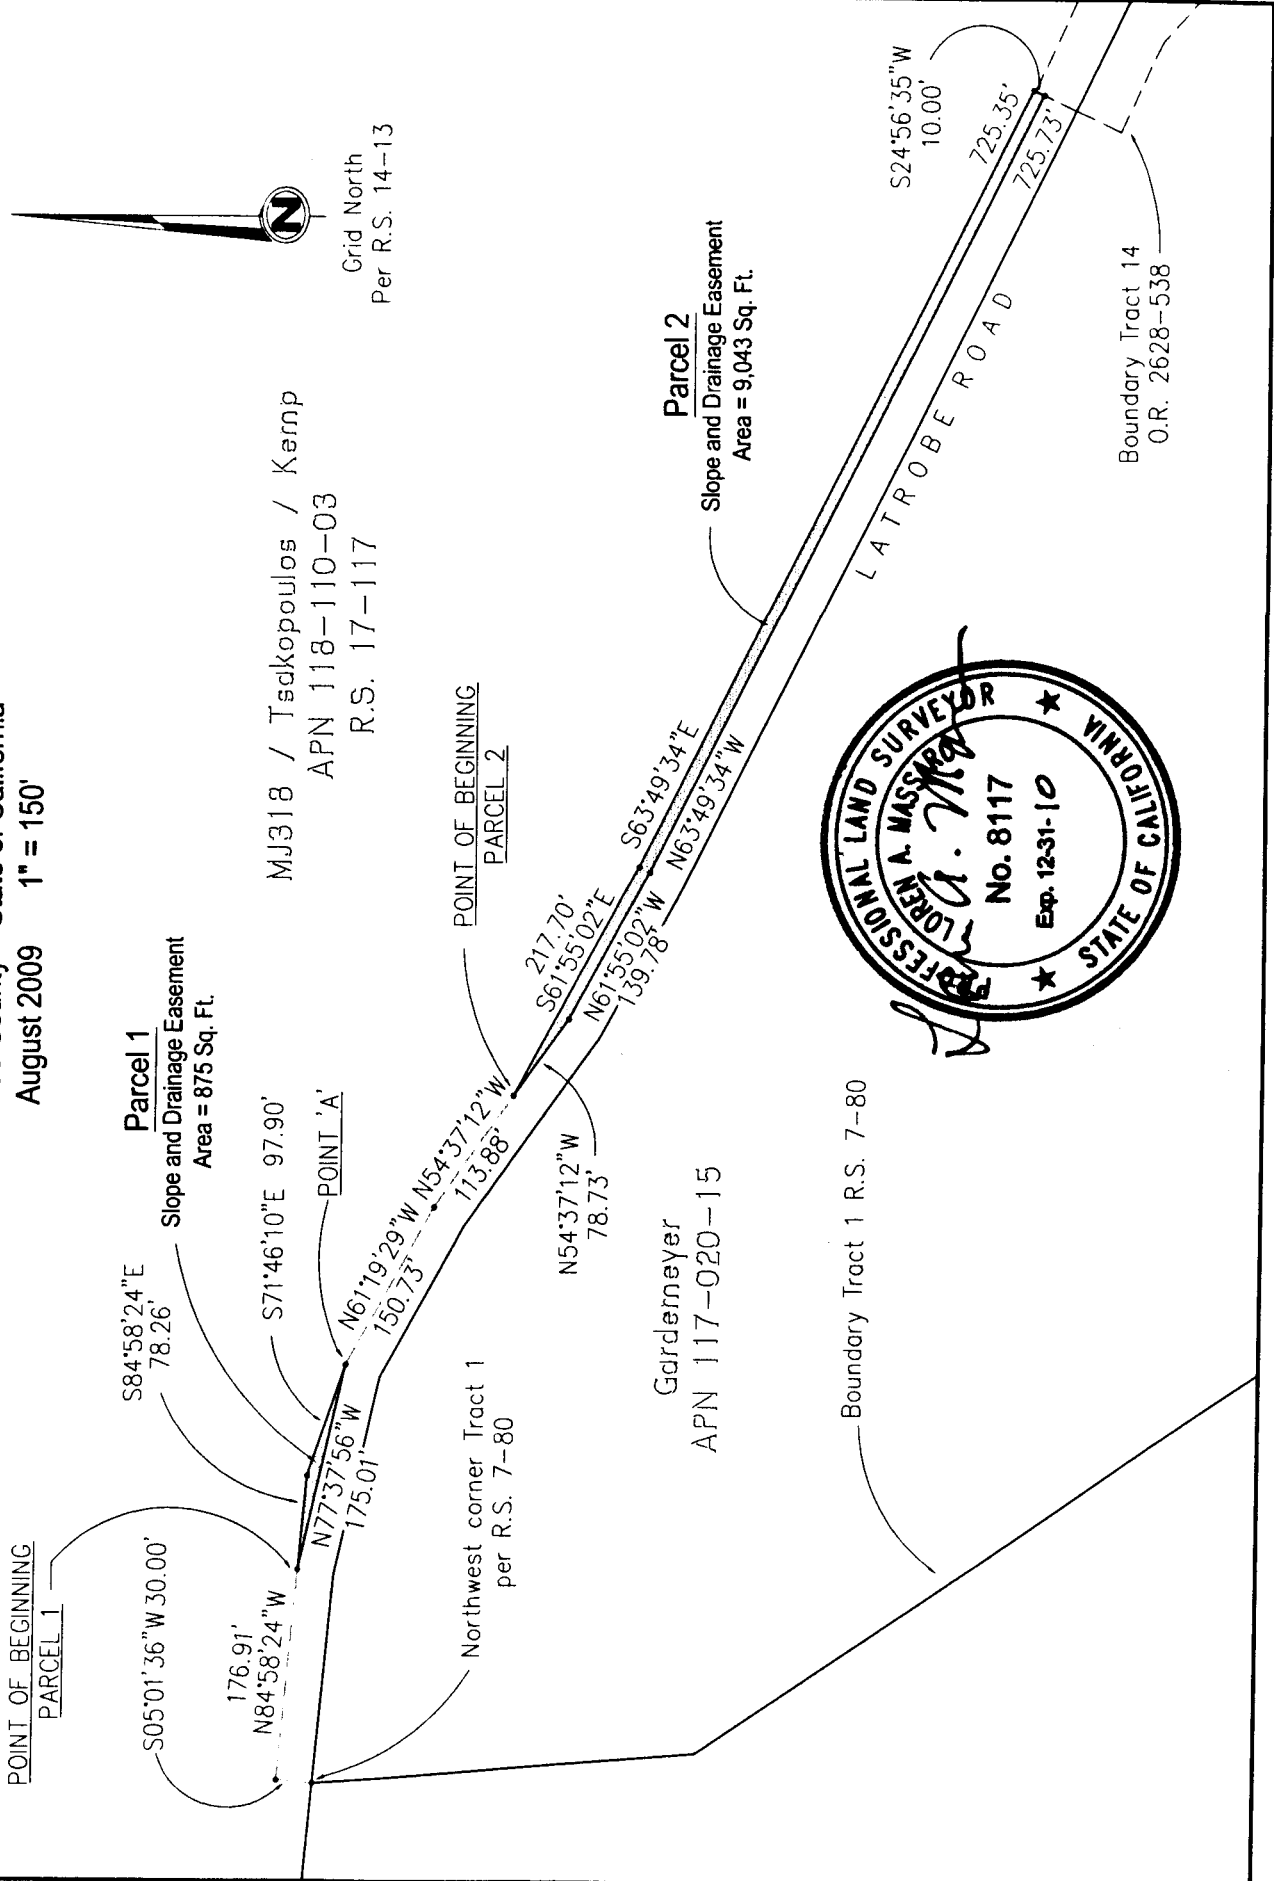 August 2009 1" = 150'
POINT OF BEGINNING
PARCEL 1
S05°01'36"W 30.00'
176.91'
N84°58'24"W
S84°58'24"E
78.26'
Parcel 1
Slope and Drainage Easement
Area = 875 Sq. Ft.
S71°46'10"E 97.90'
POINT 'A'
N77°37'56"W
175.01'
N61°19'29"W
150.73'
N54°37'12"W
113.88'
Northwest corner Tract 1
per R.S. 7-80
MJ318 / Tsakopoulos / Kemp
APN 118-110-03
R.S. 17-117
Grid North
Per R.S. 14-13
N
POINT OF BEGINNING
PARCEL 2
217.70'
S61°55'02"E
N61°55'02"W
139.78'
N54°37'12"W
78.73'
S63°49'34"E
N63°49'34"W
Parcel 2
Slope and Drainage Easement
Area = 9,043 Sq. Ft.
725.35'
725.73'
S24°56'35"W
10.00'
LATROBE ROAD
Boundary Tract 14
O.R. 2628-538
Gardemeyer
APN 117-020-15
Boundary Tract 1 R.S. 7-80
PROFESSIONAL LAND SURVEYOR
LOREN A. MASSARO
No. 8117
Exp. 12-31-10
STATE OF CALIFORNIA